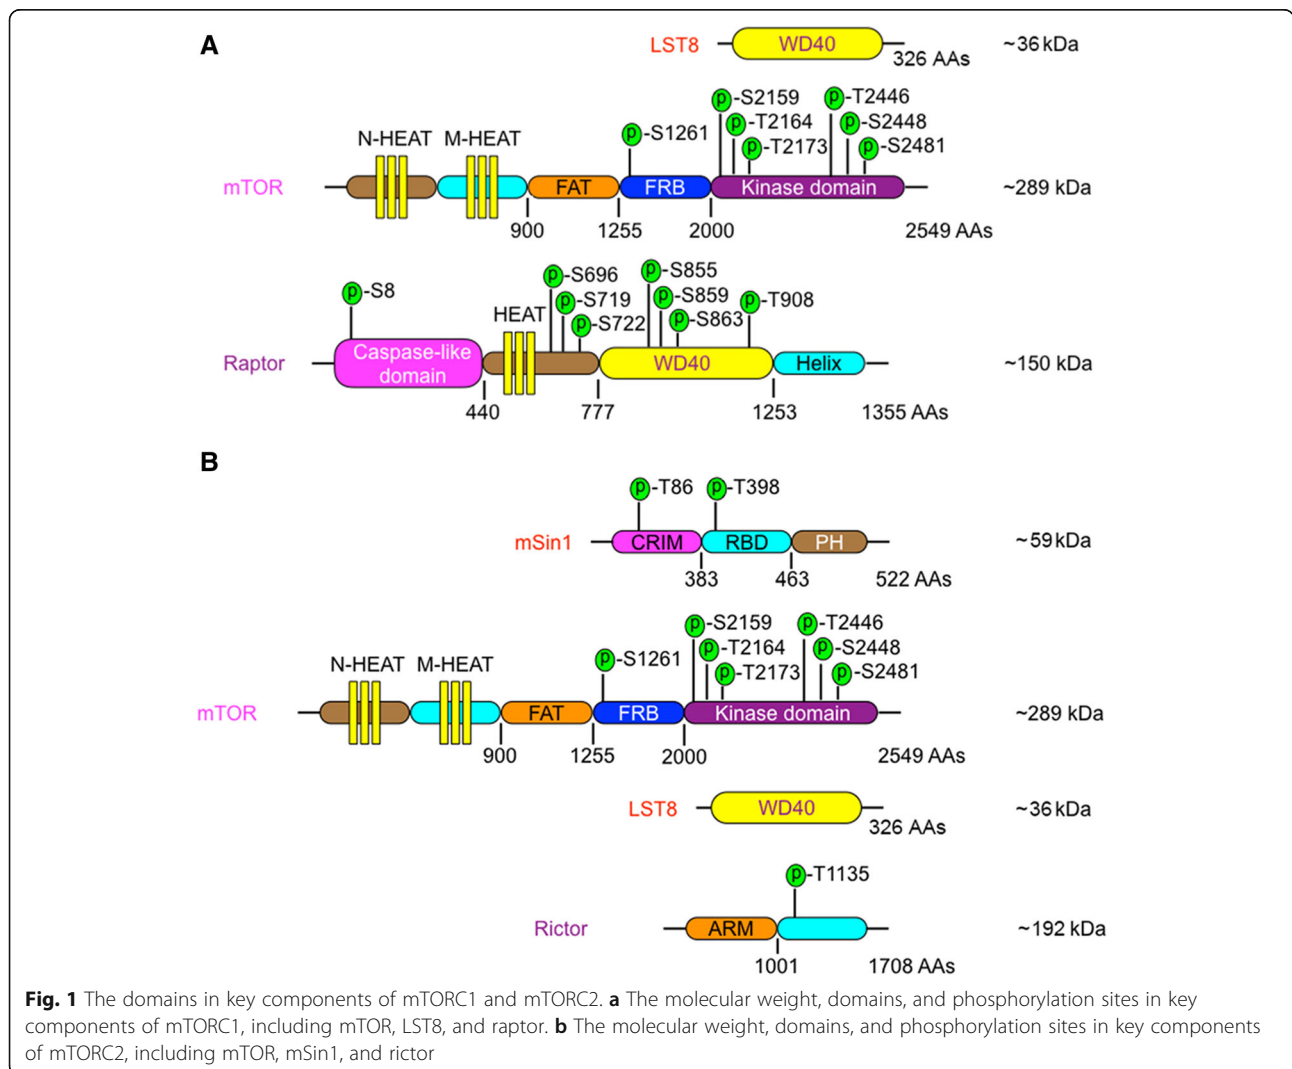 A
LST8 WD40 326 AAs ~36 kDa
p-S2159 p-T2446
p-T2164 p-S2448
N-HEAT M-HEAT p-S1261 p-T2173 p-S2481
mTOR FAT FRB Kinase domain ~289 kDa
900 1255 2000 2549 AAs
p-S696 p-S855
p-S8 p-S719 p-S859 p-T908
HEAT p-S722 p-S863
Raptor Caspase-like domain WD40 Helix ~150 kDa
440 777 1253 1355 AAs
B
p-T86 p-T398
mSin1 CRIM RBD PH ~59 kDa
383 463 522 AAs
p-S2159 p-T2446
p-T2164 p-S2448
N-HEAT M-HEAT p-S1261 p-T2173 p-S2481
mTOR FAT FRB Kinase domain ~289 kDa
900 1255 2000 2549 AAs
LST8 WD40 326 AAs ~36 kDa
p-T1135
Rictor ARM ~192 kDa
1001 1708 AAs
Fig. 1 The domains in key components of mTORC1 and mTORC2. a The molecular weight, domains, and phosphorylation sites in key
components of mTORC1, including mTOR, LST8, and raptor. b The molecular weight, domains, and phosphorylation sites in key components
of mTORC2, including mTOR, mSin1, and rictor